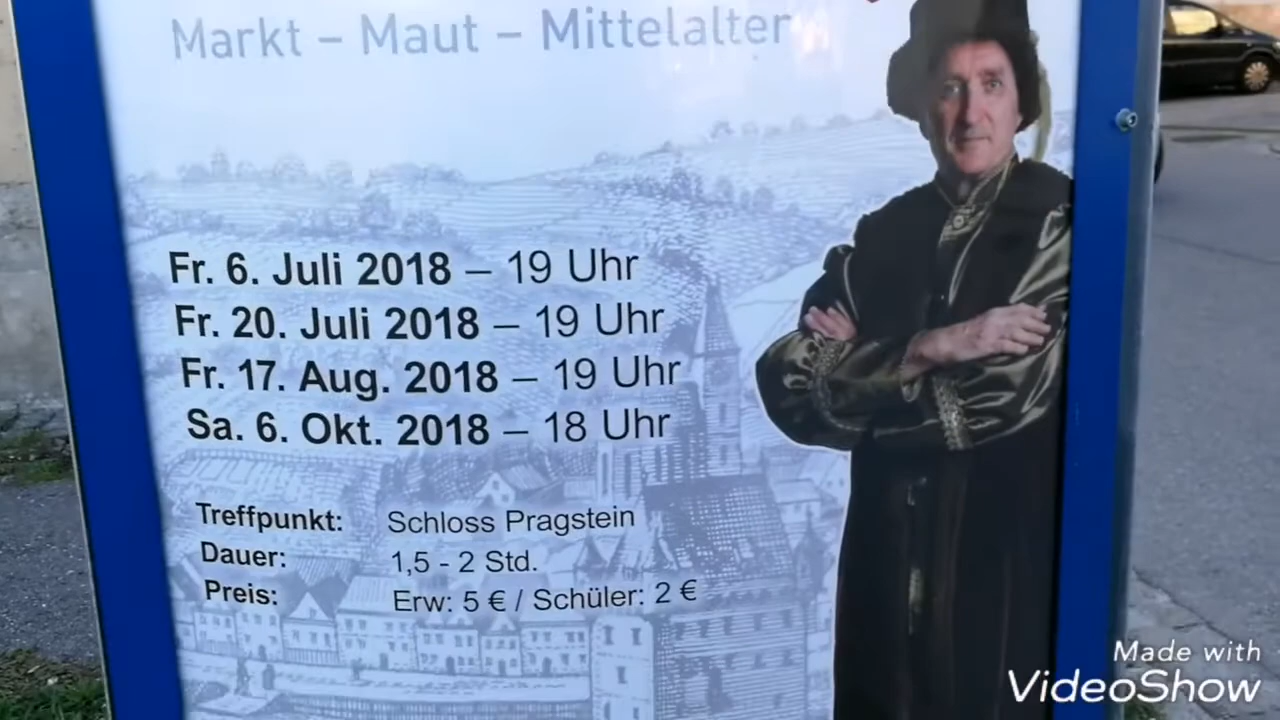 Markt – Maut – Mittelalter
Fr. 6. Juli 2018 – 19 Uhr
Fr. 20. Juli 2018 – 19 Uhr
Fr. 17. Aug. 2018 – 19 Uhr
Sa. 6. Okt. 2018 – 18 Uhr
Treffpunkt: Schloss Pragstein
Dauer: 1,5 - 2 Std.
Preis: Erw: 5 € / Schüler: 2 €
Made with
VideoShow